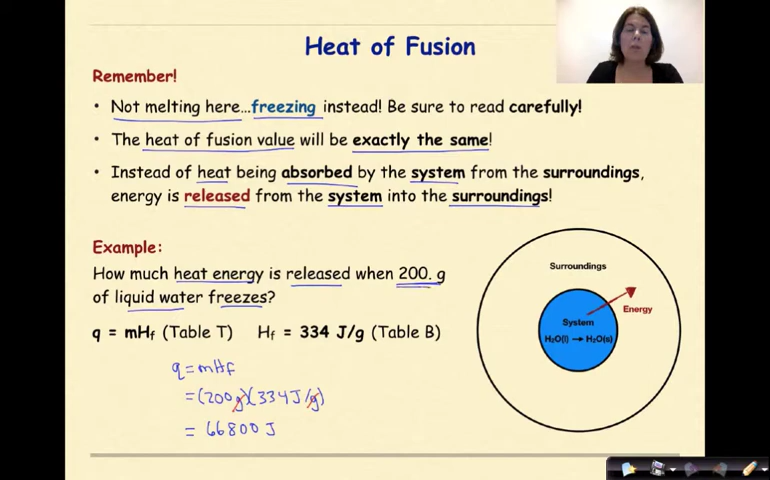 Heat of Fusion
Remember!
• Not melting here...freezing instead! Be sure to read carefully!
• The heat of fusion value will be exactly the same!
• Instead of heat being absorbed by the system from the surroundings,
energy is released from the system into the surroundings!
Example:
How much heat energy is released when 200. g
of liquid water freezes?
q = mHf (Table T) Hf = 334 J/g (Table B)
q = mHf
= (200g)(334 J/g)
= 66800 J
Surroundings
Energy
System
H₂O(l) → H₂O(s)